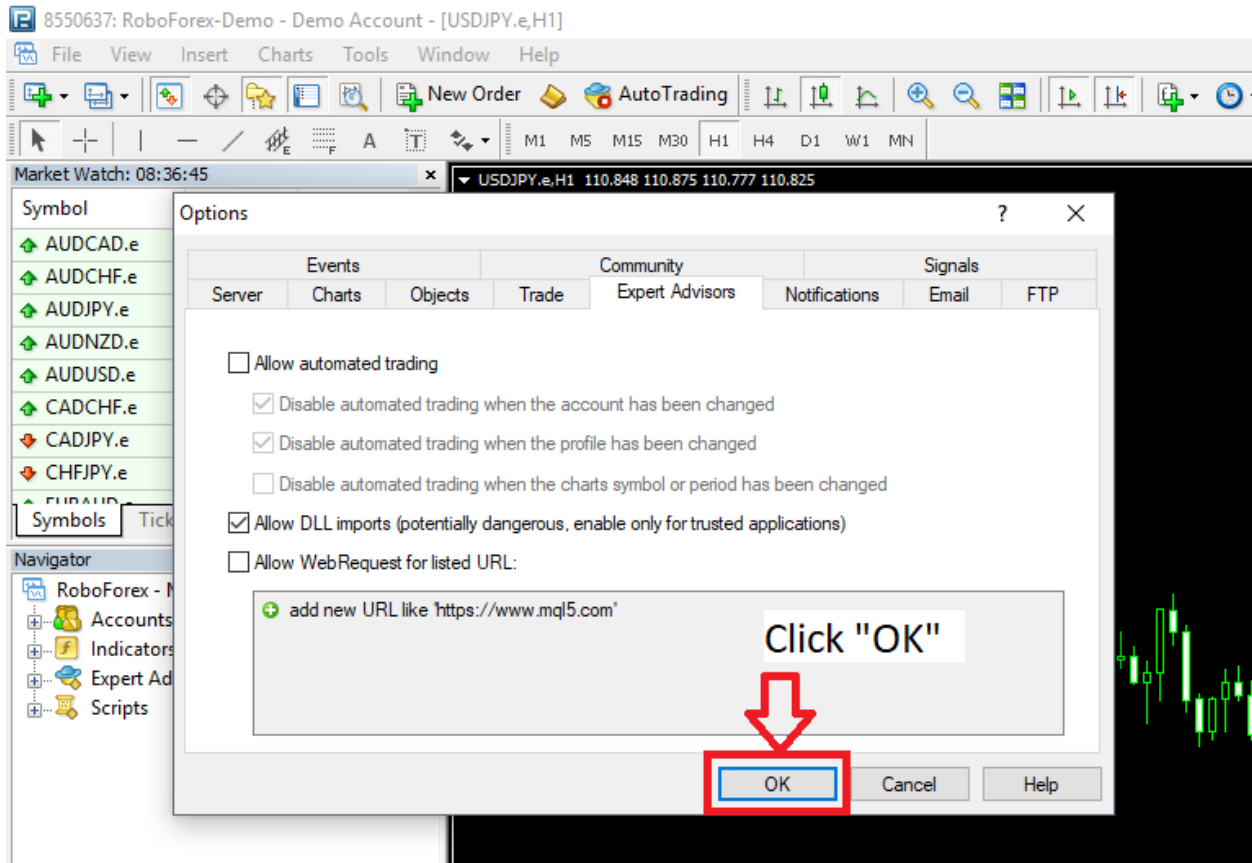 8550637: RoboForex-Demo - Demo Account - [USDJPY.e,H1]
File View Insert Charts Tools Window Help
New Order AutoTrading
E F A T M1 M5 M15 M30 H1 H4 D1 W1 MN
Market Watch: 08:36:45
USDJPY.e,H1 110.848 110.875 110.777 110.825
Symbol
AUDCAD.e
AUDCHF.e
AUDJPY.e
AUDNZD.e
AUDUSD.e
CADCHF.e
CADJPY.e
CHFJPY.e
Symbols Tick
Navigator
RoboForex - M
Accounts
Indicators
Expert Ad
Scripts
Options ?
Events Community Signals
Server Charts Objects Trade Expert Advisors Notifications Email FTP
Allow automated trading
Disable automated trading when the account has been changed
Disable automated trading when the profile has been changed
Disable automated trading when the charts symbol or period has been changed
Allow DLL imports (potentially dangerous, enable only for trusted applications)
Allow WebRequest for listed URL:
add new URL like 'https://www.mql5.com'
Click "OK"
OK Cancel Help